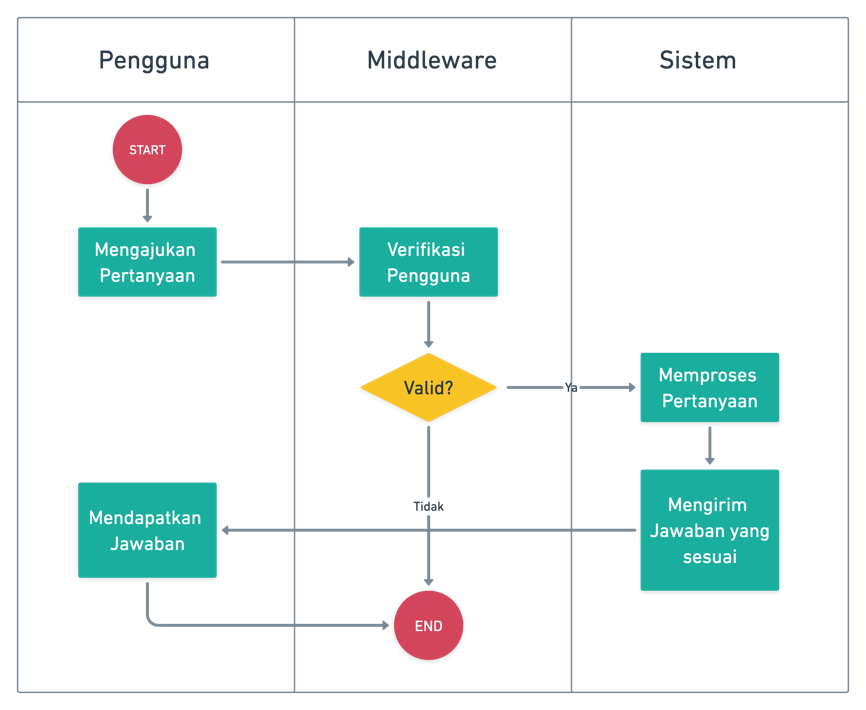 Pengguna
Middleware
Sistem
START
Mengajukan
Pertanyaan
Verifikasi
Pengguna
Valid?
Ya
Memproses
Pertanyaan
Tidak
Mengirim
Jawaban yang
sesuai
Mendapatkan
Jawaban
END